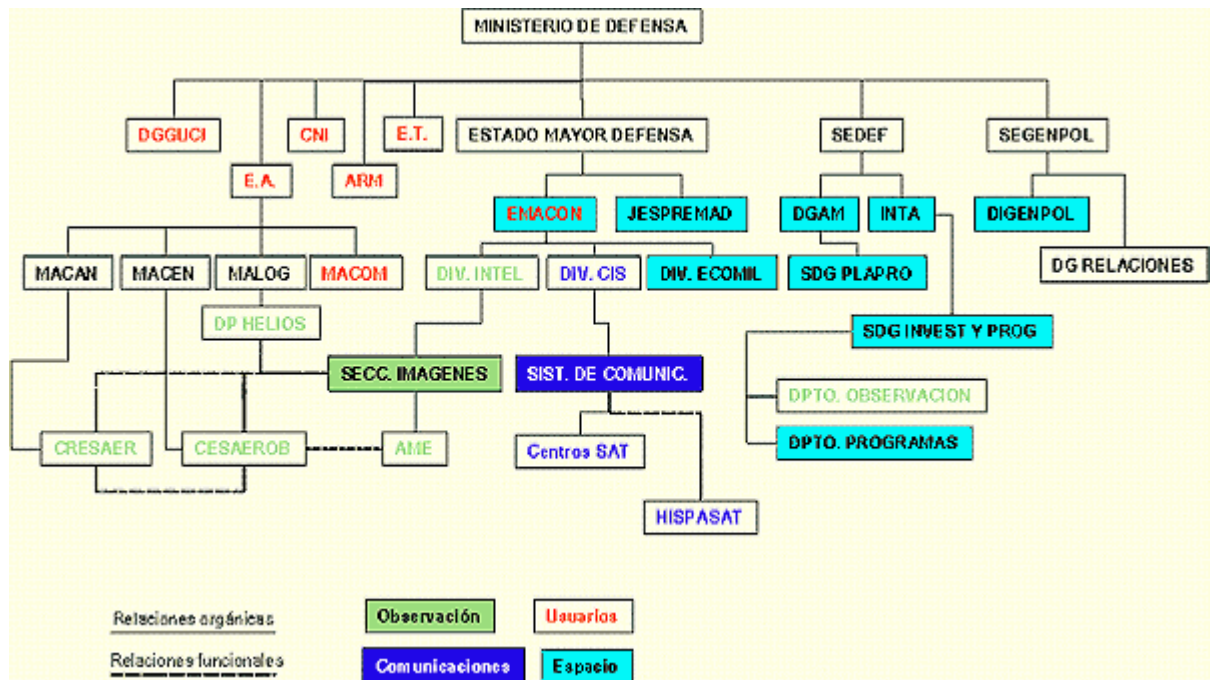 MINISTERIO DE DEFENSA
DGGUCI
CNI
E.T.
ESTADO MAYOR DEFENSA
SEDEF
SEGENPOL
E.A.
ARM
EMACON
JESPREMAD
DGAM
INTA
DIGENPOL
MACAN
MACEN
MALOG
MACOM
DIV. INTEL
DIV. CIS
DIV. ECOMIL
SDG PLAPRO
DG RELACIONES
DP HELIOS
SDG INVEST Y PROG
SECC. IMAGENES
SIST. DE COMUNIC.
DPTO. OBSERVACION
CRESAER
CESAEROB
AME
Centros SAT
DPTO. PROGRAMAS
HISPASAT
Relaciones orgánicas
Observación
Usuarios
Relaciones funcionales
Comunicaciones
Espacio